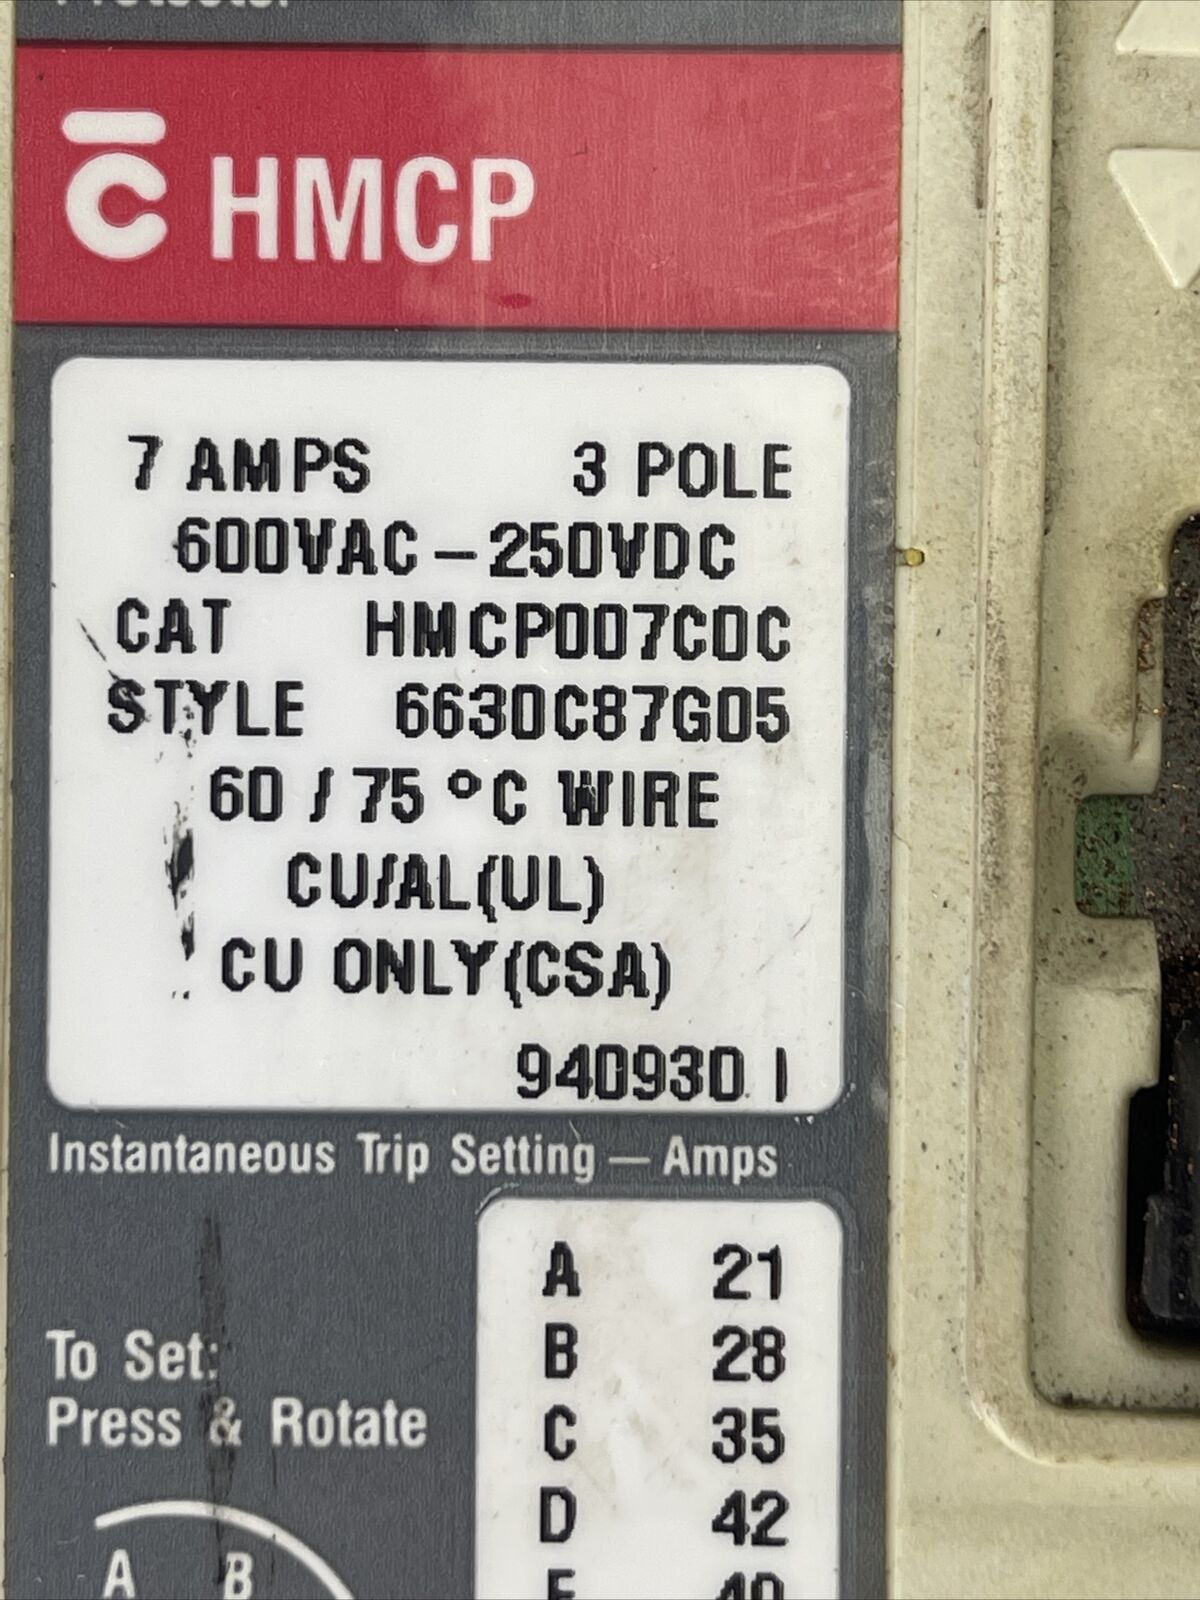 C HMCP
7 AMPS 3 POLE
600VAC - 250VDC
CAT HMCP007C0C
STYLE 6630C87G05
60 / 75 °C WIRE
CU/AL(UL)
CU ONLY(CSA)
940930 I
Instantaneous Trip Setting — Amps
A 21
B 28
C 35
D 42
To Set:
Press & Rotate
A B